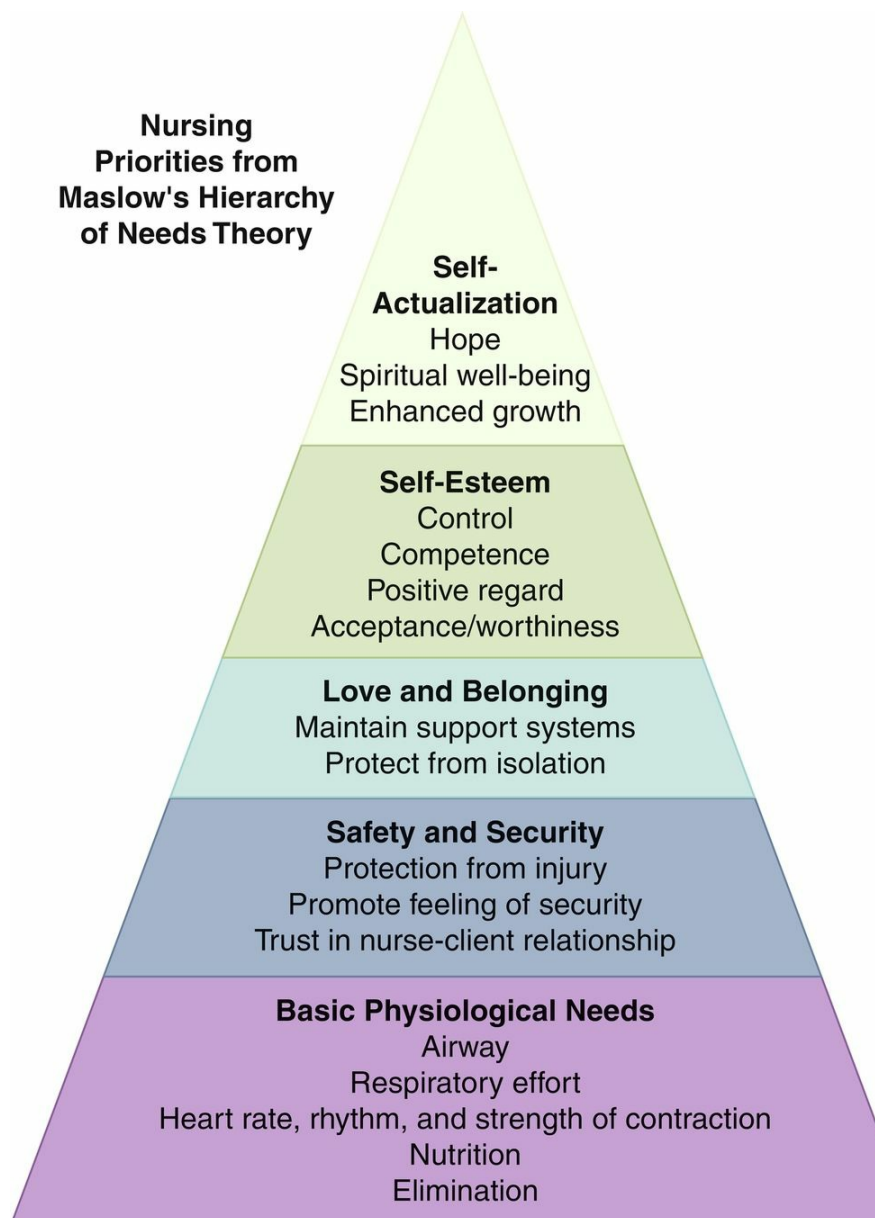 Nursing
Priorities from
Maslow's Hierarchy
of Needs Theory
Self-
Actualization
Hope
Spiritual well-being
Enhanced growth
Self-Esteem
Control
Competence
Positive regard
Acceptance/worthiness
Love and Belonging
Maintain support systems
Protect from isolation
Safety and Security
Protection from injury
Promote feeling of security
Trust in nurse-client relationship
Basic Physiological Needs
Airway
Respiratory effort
Heart rate, rhythm, and strength of contraction
Nutrition
Elimination